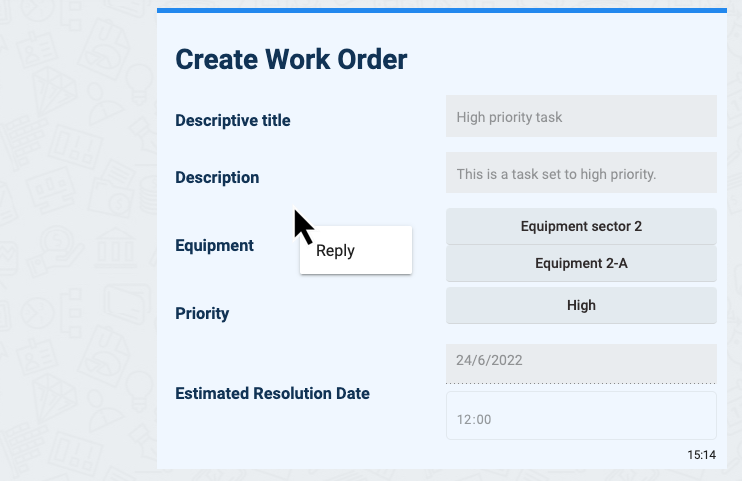 Create Work Order
Descriptive title
High priority task
Description
This is a task set to high priority.
Equipment
Reply
Equipment sector 2
Equipment 2-A
Priority
High
Estimated Resolution Date
24/6/2022
12:00
15:14